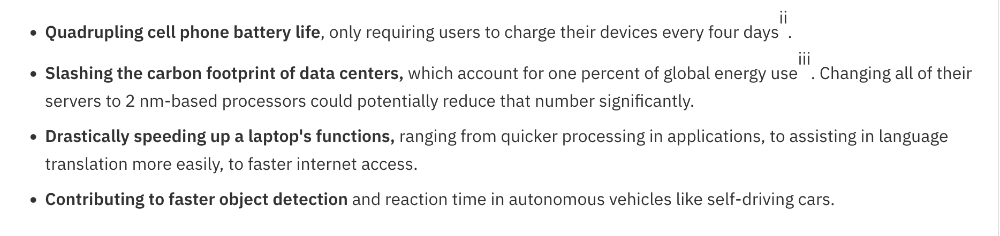 • Quadrupling cell phone battery life, only requiring users to charge their devices every four days ii.
• Slashing the carbon footprint of data centers, which account for one percent of global energy use iii. Changing all of their
servers to 2 nm-based processors could potentially reduce that number significantly.
• Drastically speeding up a laptop's functions, ranging from quicker processing in applications, to assisting in language
translation more easily, to faster internet access.
• Contributing to faster object detection and reaction time in autonomous vehicles like self-driving cars.